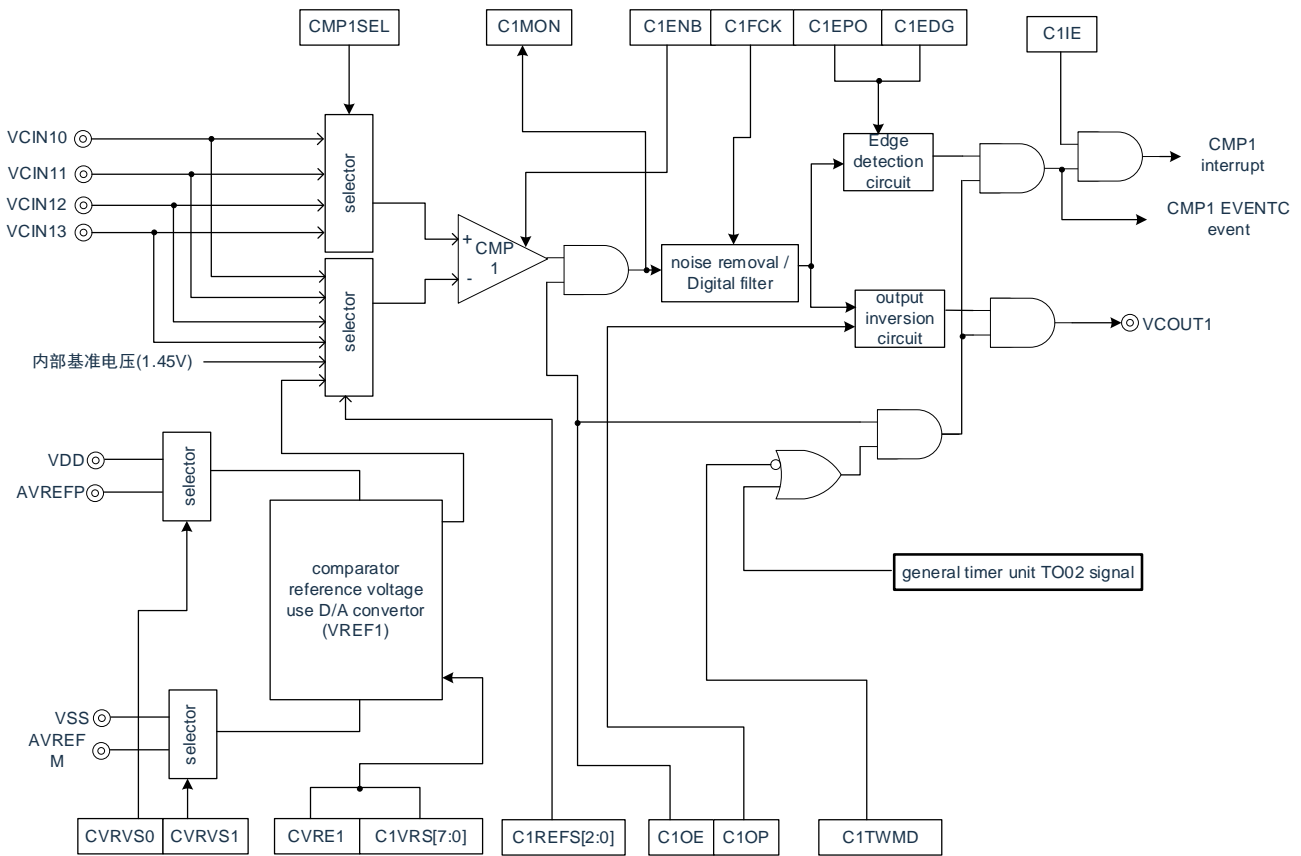 CMP1SEL
C1MON
C1ENB
C1FCK
C1EPO
C1EDG
C1IE
VCIN10
VCIN11
VCIN12
VCIN13
selector
CMP
1
+
-
noise removal /
Digital filter
Edge
detection
circuit
CMP1
interrupt
CMP1 EVENTC
event
output
inversion
circuit
VCOUT1
selector
内部基准电压(1.45V)
VDD
AVREFP
selector
comparator
reference voltage
use D/A convertor
(VREF1)
general timer unit TO02 signal
VSS
AVREF
M
selector
CVRVS0
CVRVS1
CVRE1
C1VRS[7:0]
C1REFS[2:0]
C1OE
C1OP
C1TWMD